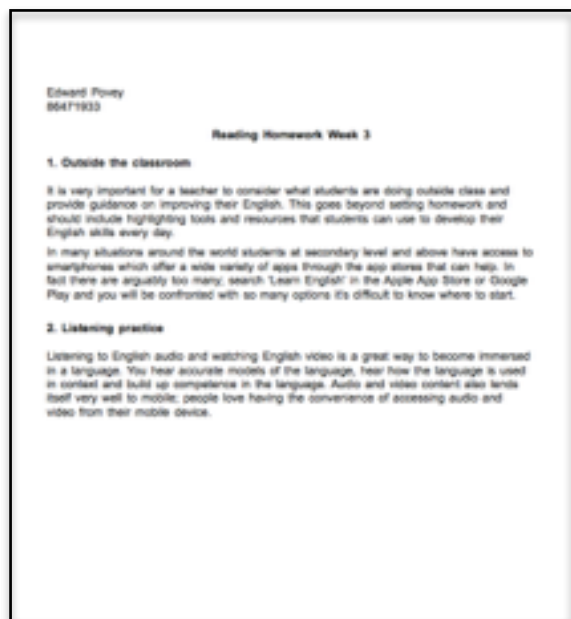 Edward Povey
86471933
Reading Homework Week 3
1. Outside the classroom
It is very important for a teacher to consider what students are doing outside class and
provide guidance on improving their English. This goes beyond setting homework and
should include highlighting tools and resources that students can use to develop their
English skills every day.
In many situations around the world students at secondary level and above have access to
smartphones which offer a wide variety of apps through the app stores that can help. In
fact there are arguably too many; search 'Learn English' in the Apple App Store or Google
Play and you will be confronted with so many options it's difficult to know where to start.
2. Listening practice
Listening to English audio and watching English video is a great way to become immersed
in a language. You hear accurate models of the language, hear how the language is used
in context and build up competence in the language. Audio and video content also lends
itself very well to mobile; people love having the convenience of accessing audio and
video from their mobile device.